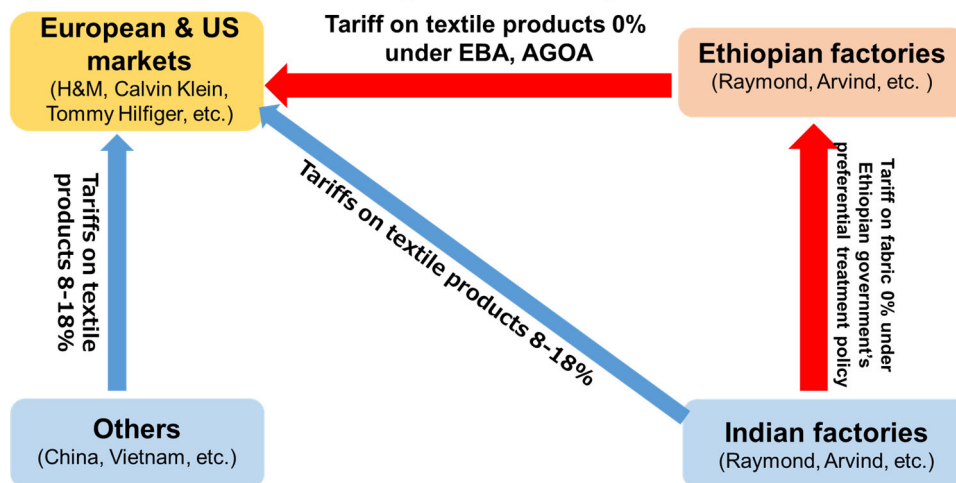 European & US
markets
(H&M, Calvin Klein,
Tommy Hilfiger, etc.)
Tariff on textile products 0%
under EBA, AGOA
Ethiopian factories
(Raymond, Arvind, etc. )
Tariffs on textile
products 8-18%
Tariffs on textile products 8-18%
Tariff on fabric 0% under
Ethiopian government's
preferential treatment policy
Others
(China, Vietnam, etc.)
Indian factories
(Raymond, Arvind, etc.)